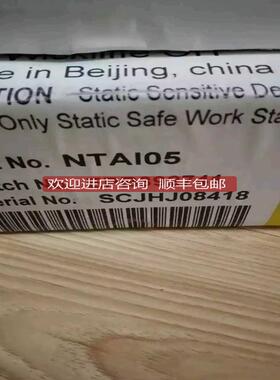 e in Beijing, china
TION Static Sensitive De
Only Static Safe Work Sta
. No. NTAI05
tch N
欢迎进店咨询 顺丰包邮
erial No. SCJHJ08418